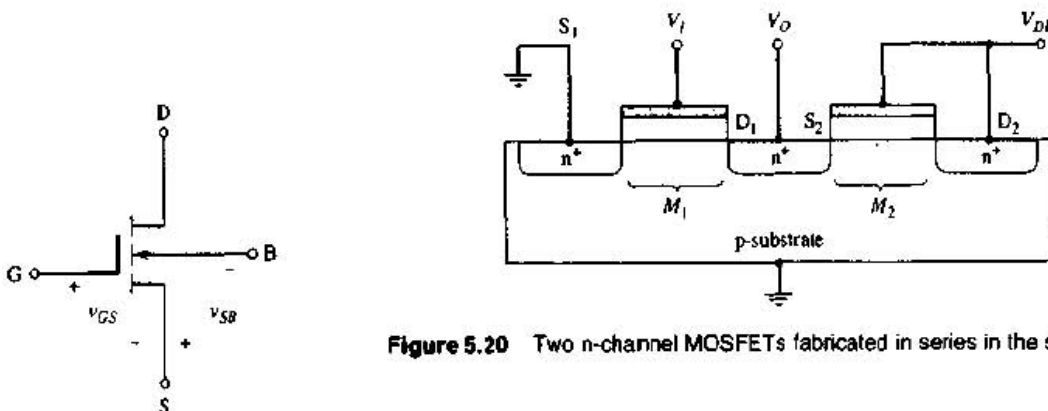 S₁
V_I
V_O
V_D
D
D₁
S₂
D₂
n⁺
n⁺
n⁺
M₁
M₂
p-substrate
G
B
+
−
v_GS
v_SB
−
+
S
Figure 5.20 Two n-channel MOSFETs fabricated in series in the s